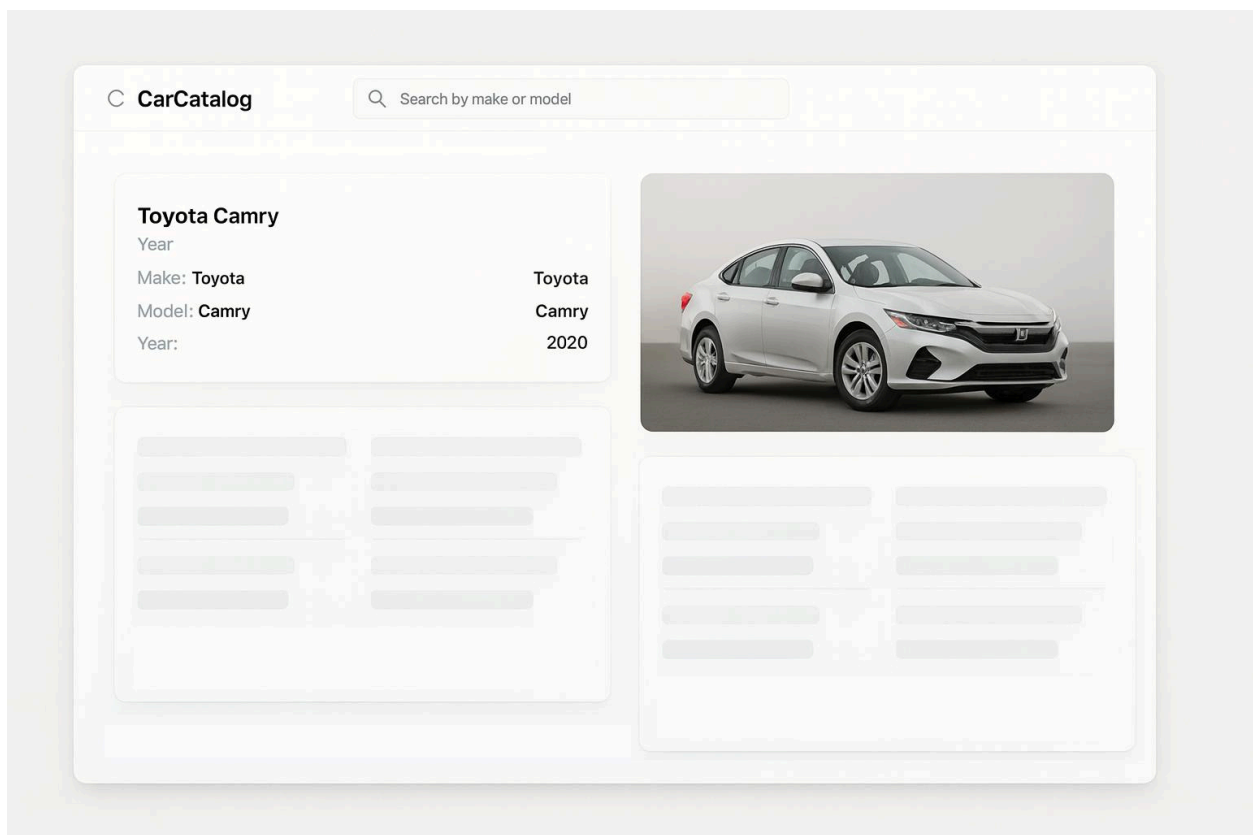 CarCatalog
Search by make or model
Toyota Camry
Year
Make: Toyota Toyota
Model: Camry Camry
Year: 2020